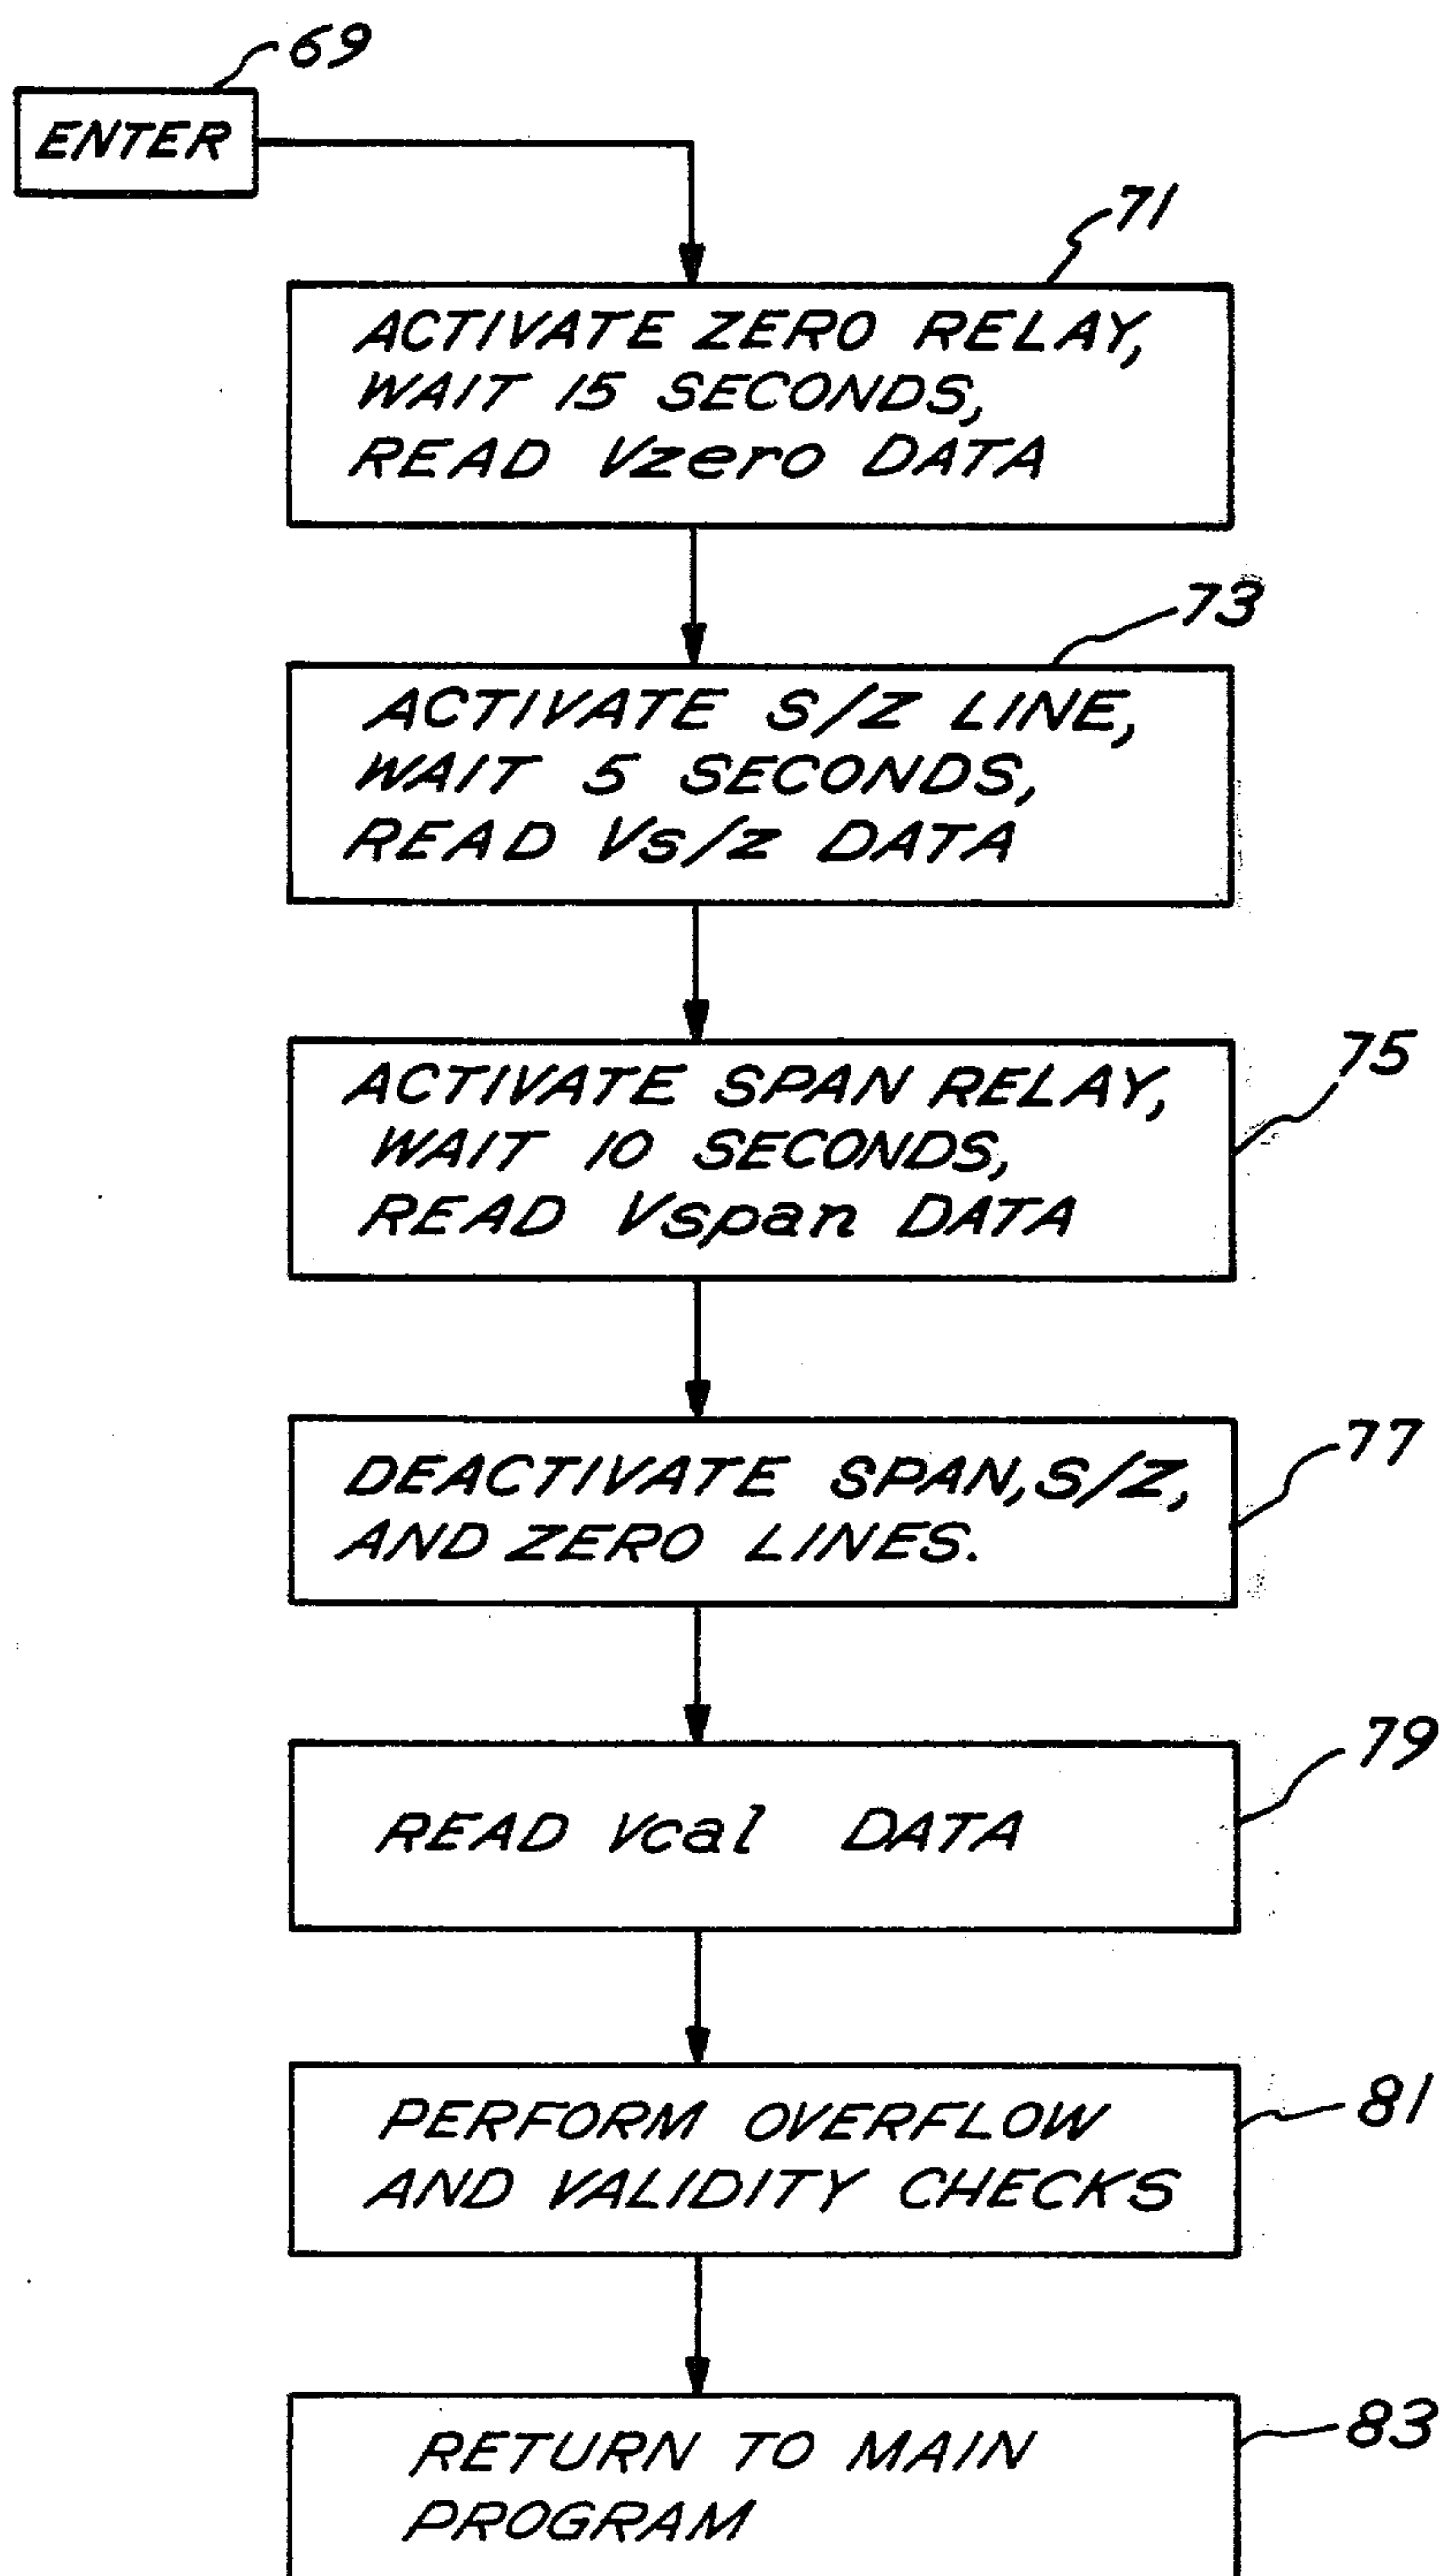 69
ENTER
71
ACTIVATE ZERO RELAY,
WAIT 15 SECONDS,
READ Vzero DATA
73
ACTIVATE S/Z LINE,
WAIT 5 SECONDS,
READ Vs/z DATA
75
ACTIVATE SPAN RELAY,
WAIT 10 SECONDS,
READ Vspan DATA
77
DEACTIVATE SPAN, S/Z,
AND ZERO LINES.
79
READ Vcal DATA
81
PERFORM OVERFLOW
AND VALIDITY CHECKS
83
RETURN TO MAIN
PROGRAM